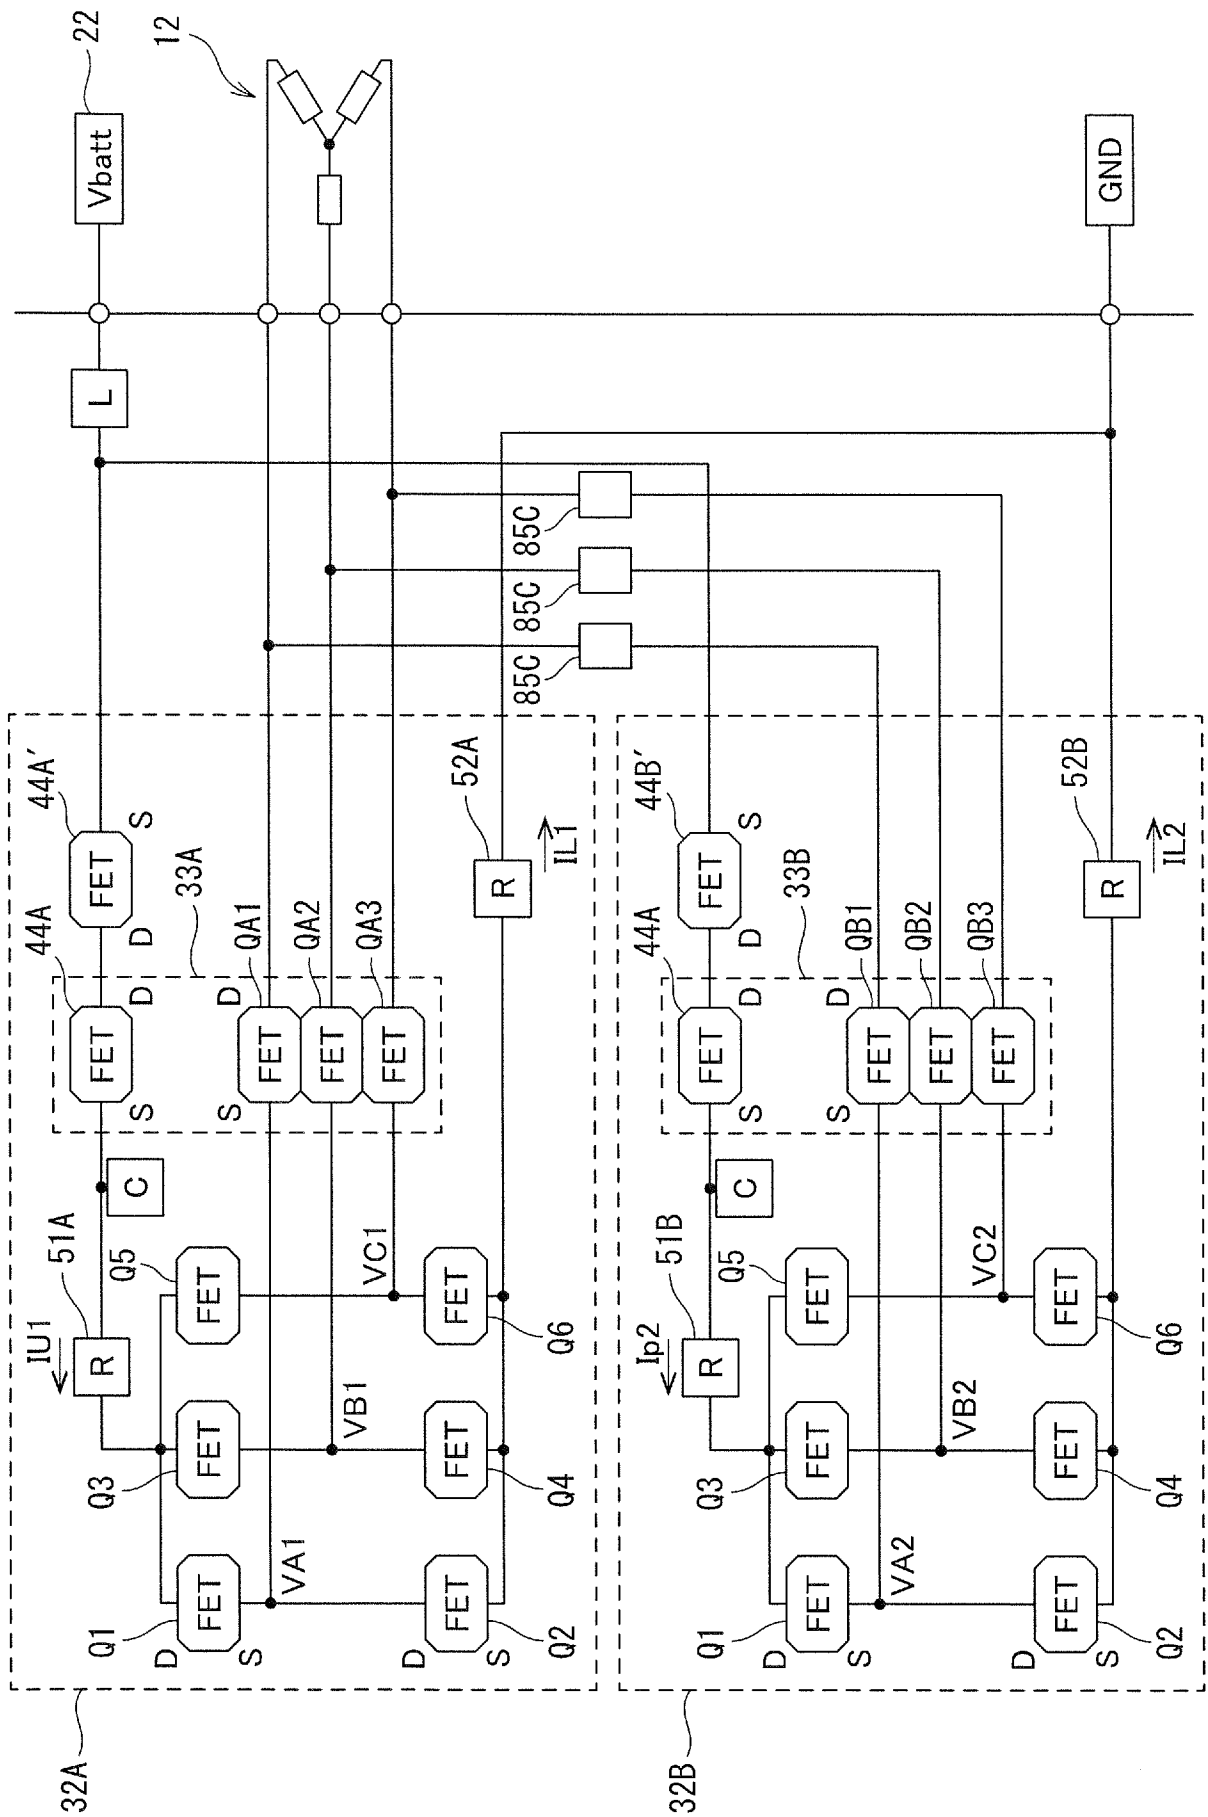 32A
Q1
D
FET
S
VA1
D
FET
S
Q2
Q3
FET
VB1
FET
Q4
IU1
R
51A
Q5
FET
VC1
FET
Q6
C
S
FET
D
44A
D
FET
S
44A′
33A
S
FET
D
QA1
FET
QA2
FET
QA3
R
52A
IL1
L
Vbatt
22
12
85C
85C
85C
GND
32B
Q1
D
FET
S
VA2
D
FET
S
Q2
Q3
FET
VB2
FET
Q4
Ip2
R
51B
Q5
FET
VC2
FET
Q6
C
S
FET
D
44A
D
FET
S
44B′
33B
S
FET
D
QB1
FET
QB2
FET
QB3
R
52B
IL2